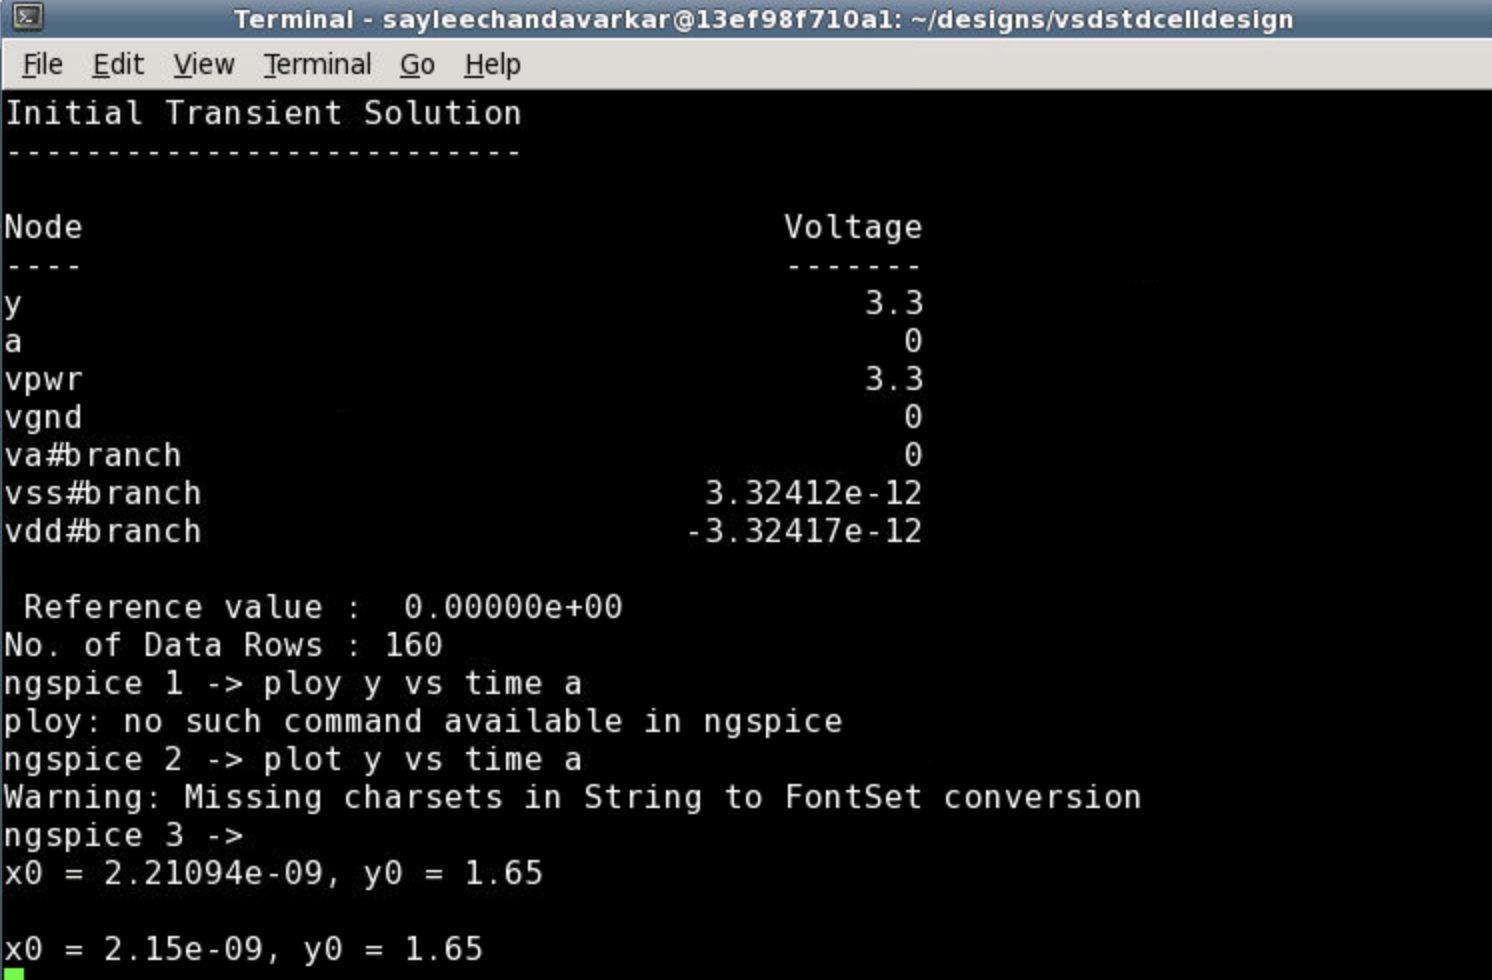 Terminal - sayleechandavarkar@13ef98f710a1: ~/designs/vsdstdcelldesign
File Edit View Terminal Go Help
Initial Transient Solution
--------------------------
Node Voltage
---- -------
y 3.3
a 0
vpwr 3.3
vgnd 0
va#branch 0
vss#branch 3.32412e-12
vdd#branch -3.32417e-12
Reference value : 0.00000e+00
No. of Data Rows : 160
ngspice 1 -> ploy y vs time a
ploy: no such command available in ngspice
ngspice 2 -> plot y vs time a
Warning: Missing charsets in String to FontSet conversion
ngspice 3 ->
x0 = 2.21094e-09, y0 = 1.65
x0 = 2.15e-09, y0 = 1.65